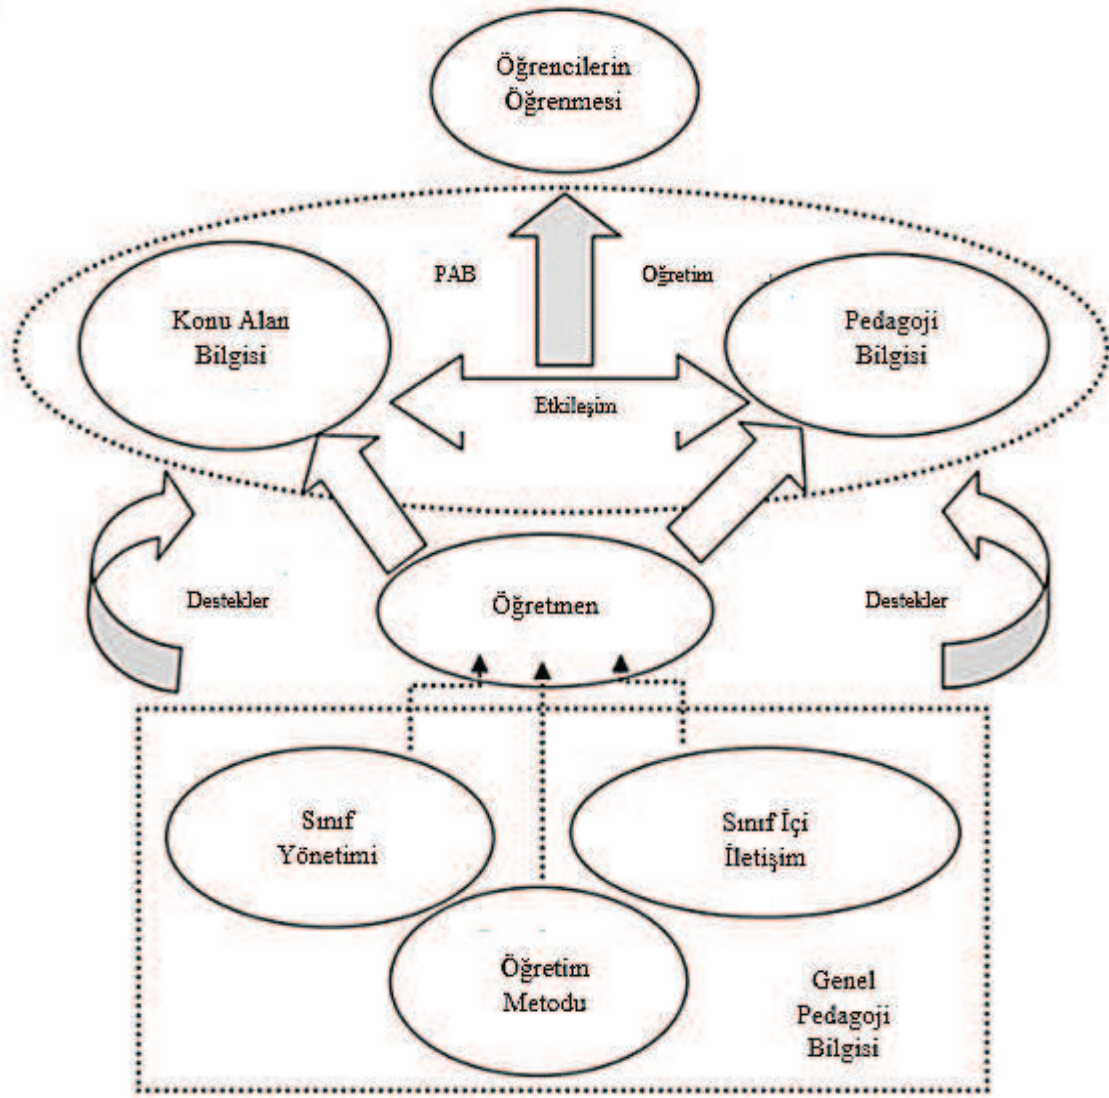 Öğrencilerin
Öğrenmesi
PAB
Oğretim
Konu Alan
Bilgisi
Pedagoji
Bilgisi
Etkileşim
Destekler
Öğretmen
Destekler
Sınıf
Yönetimi
Sınıf İçi
İletişim
Öğretim
Metodu
Genel
Pedagoji
Bilgisi